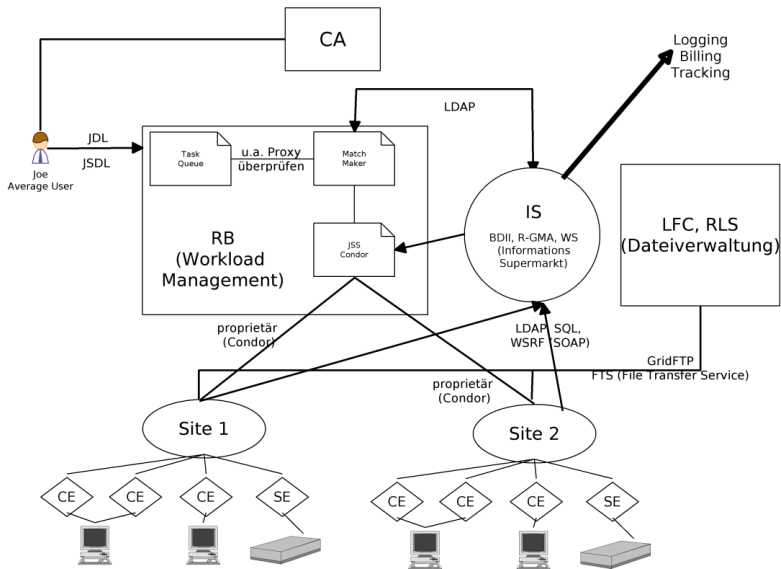 CA
Logging
Billing
Tracking
LDAP
JDL
JSDL
Joe
Average User
Task
Queue
u.a. Proxy
überprüfen
Match
Maker
RB
(Workload
Management)
JSS
Condor
IS
BDII, R-GMA, WS
(Informations
Supermarkt)
LFC, RLS
(Dateiverwaltung)
proprietär
(Condor)
LDAP, SQL,
WSRF (SOAP)
GridFTP
FTS (File Transfer Service)
proprietär
(Condor)
Site 1
Site 2
CE
CE
CE
SE
CE
CE
CE
SE